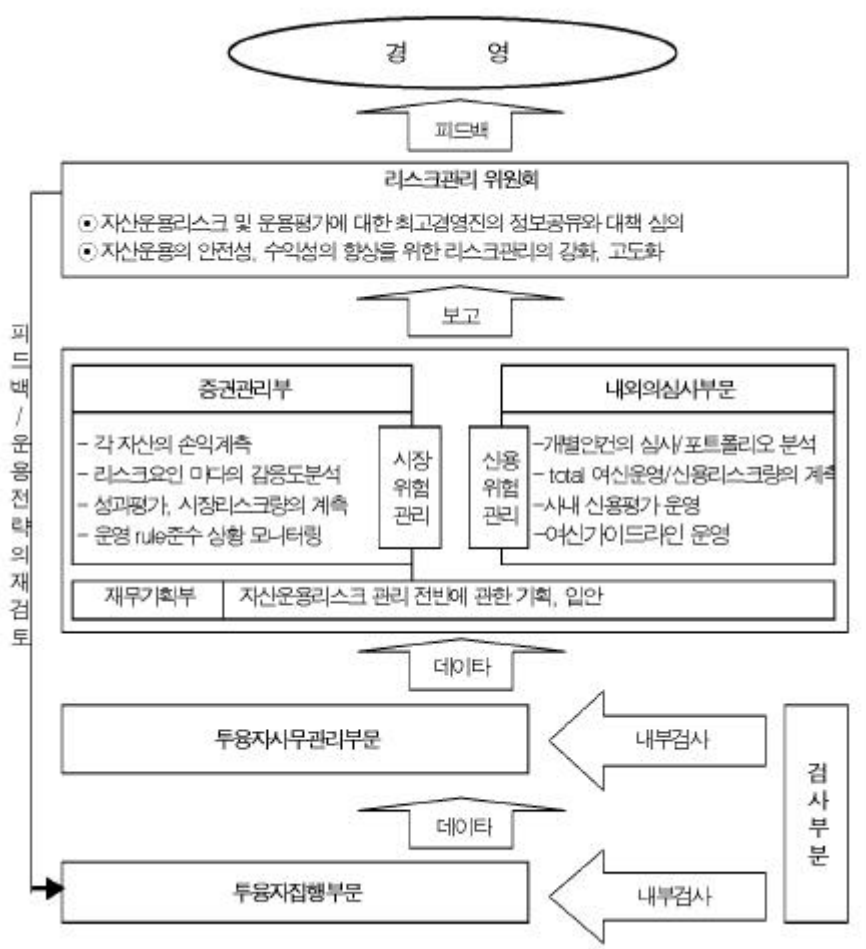 경 영
피드백
리스크관리 위원회
⊙ 자산운용리스크 및 운용평가에 대한 최고경영진의 정보공유와 대책 심의
⊙ 자산운용의 안전성, 수익성의 향상을 위한 리스크관리의 강화, 고도화
보고
증권관리부
- 각 자산의 손익계측
- 리스크요인 마다의 감응도분석
- 성과평가, 시장리스크량의 계측
- 운영 rule준수 상황 모니터링
시장
위험
관리
신용
위험
관리
내외의심사부문
-개별안건의 심사/포트폴리오 분석
- total 여신운영/신용리스크량의 계측
-사내 신용평가 운영
-여신가이드라인 운영
재무기획부
자산운용리스크 관리 전반에 관한 기획, 입안
데이타
투융자사무관리부문
내부검사
데이타
투융자집행부문
내부검사
검
사
부
분
피
드
백
/
운
용
전
략
의
재
검
토